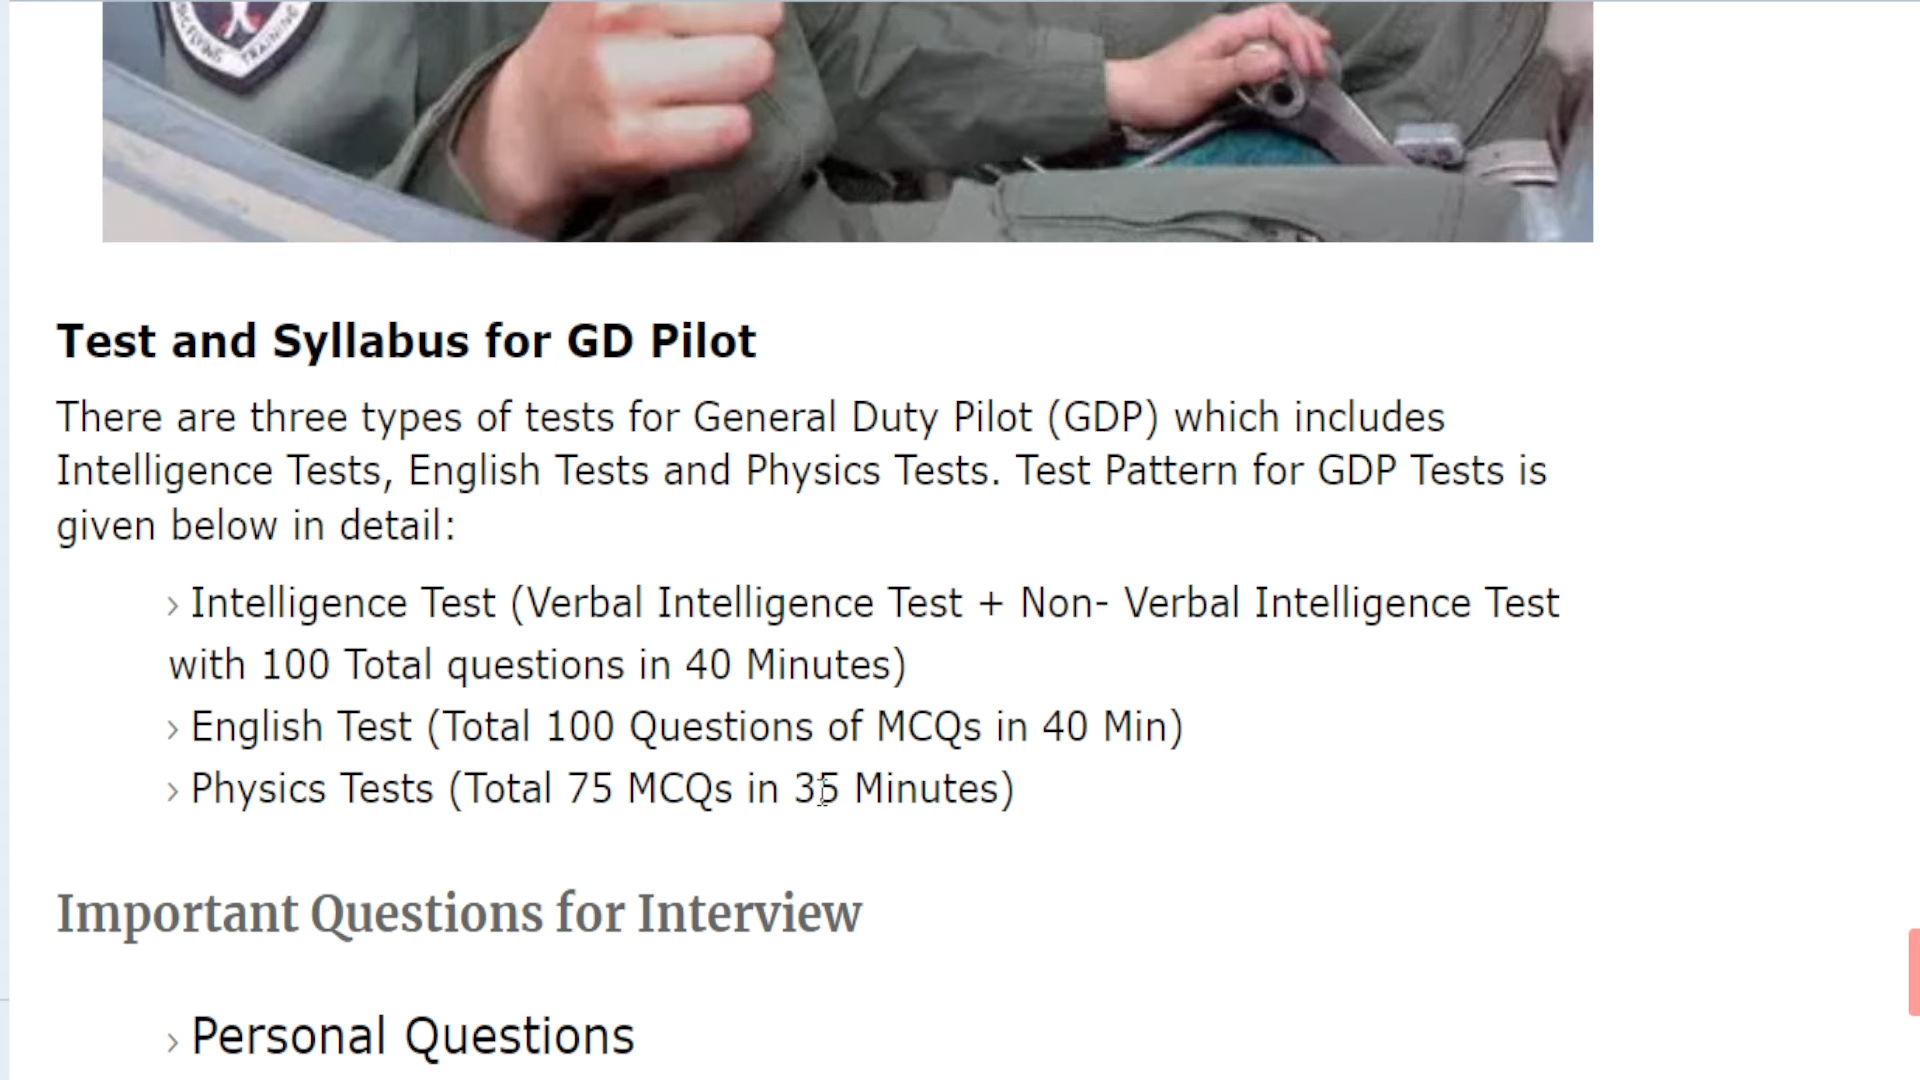 FLYING TRAINING
Test and Syllabus for GD Pilot
There are three types of tests for General Duty Pilot (GDP) which includes
Intelligence Tests, English Tests and Physics Tests. Test Pattern for GDP Tests is
given below in detail:
› Intelligence Test (Verbal Intelligence Test + Non- Verbal Intelligence Test
with 100 Total questions in 40 Minutes)
› English Test (Total 100 Questions of MCQs in 40 Min)
› Physics Tests (Total 75 MCQs in 35 Minutes)
Important Questions for Interview
› Personal Questions